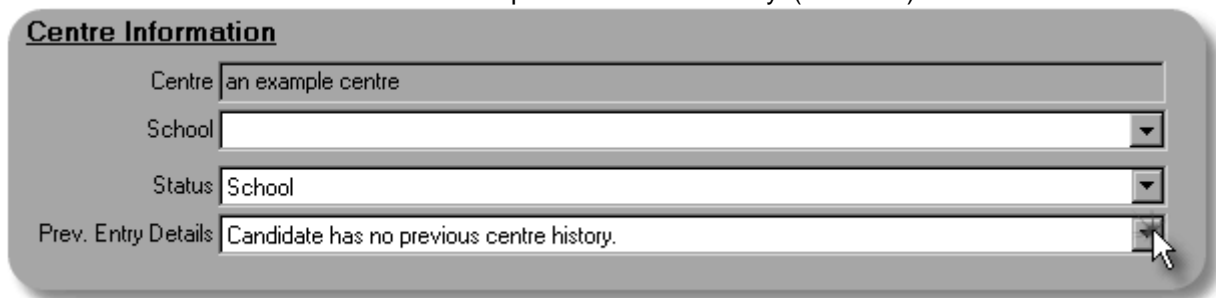 Centre Information
Centre an example centre
School
Status School
Prev. Entry Details Candidate has no previous centre history.